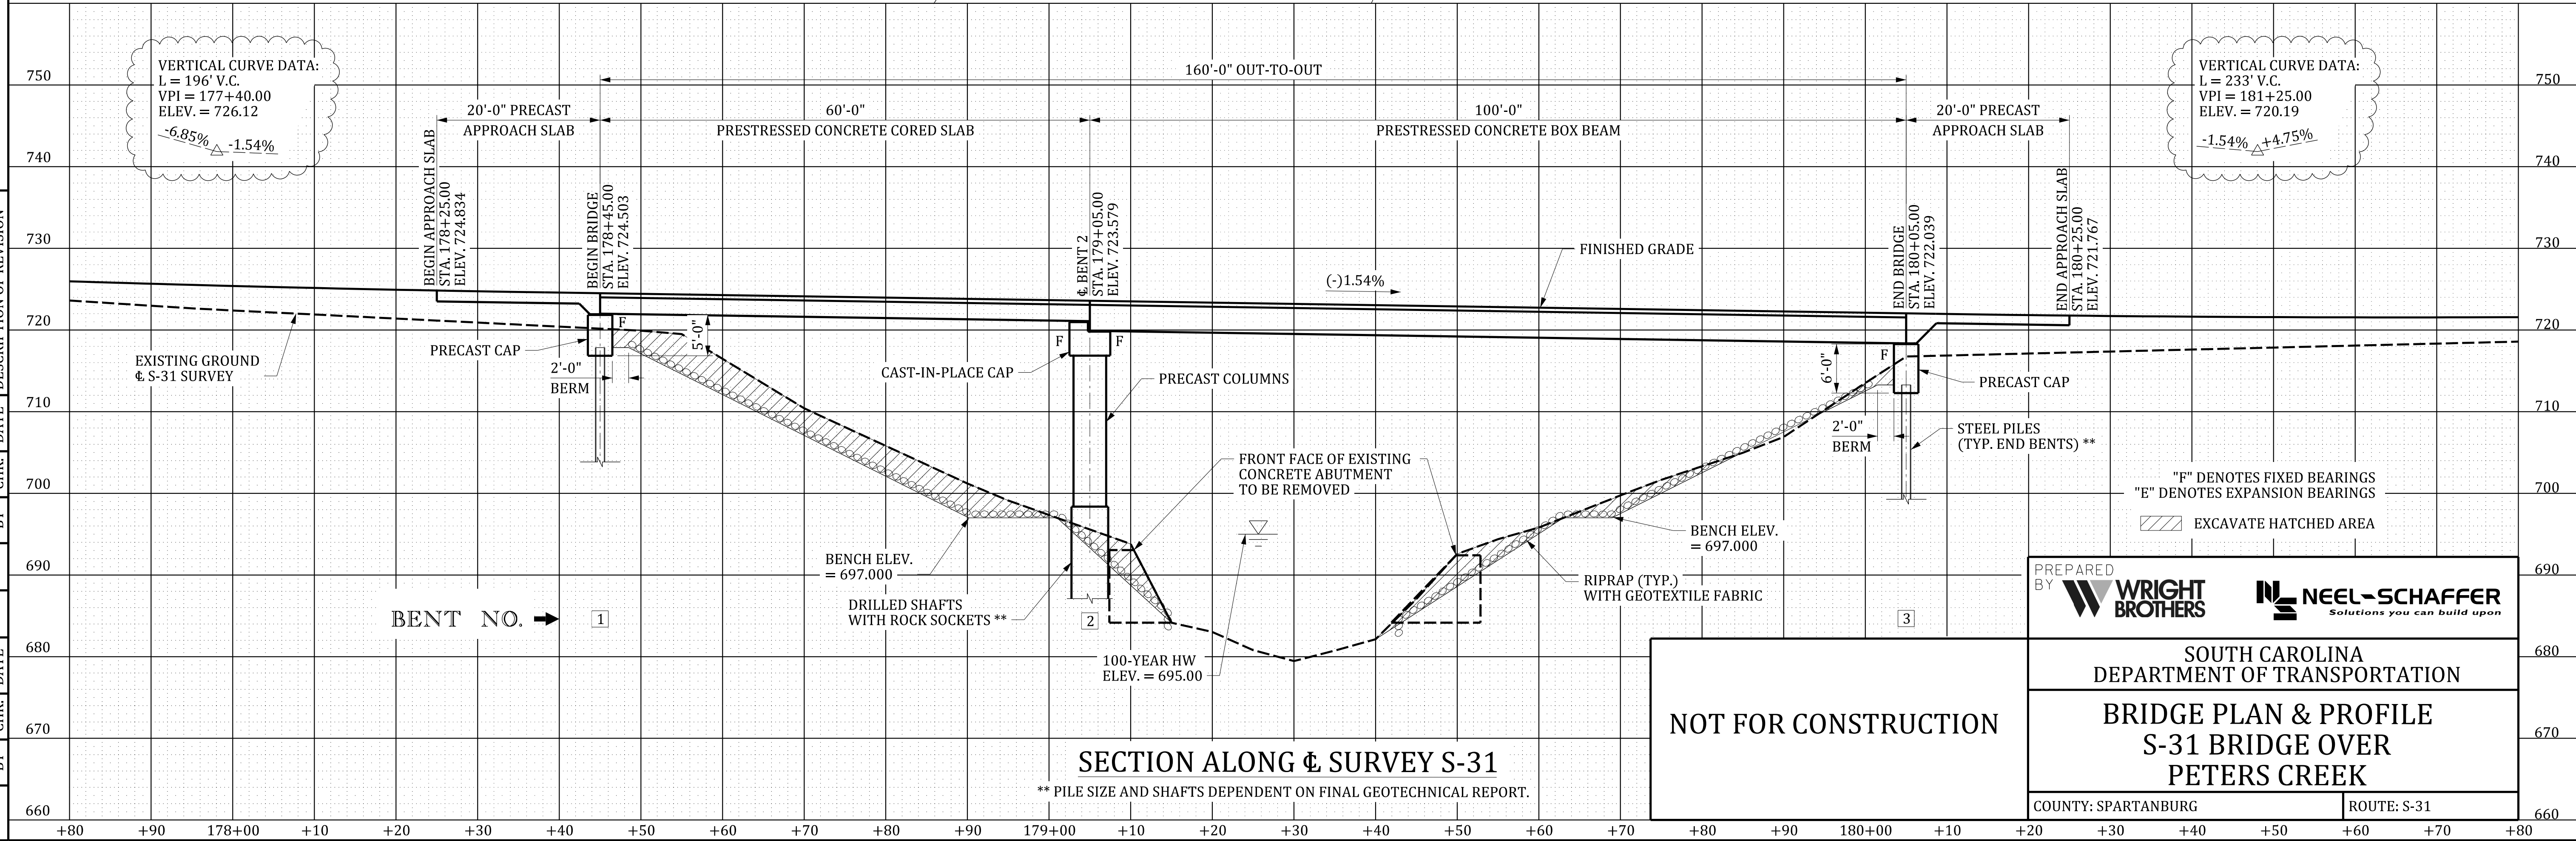 VERTICAL CURVE DATA:
L = 196' V.C.
VPI = 177+40.00
ELEV. = 726.12
-6.85% -1.54%
VERTICAL CURVE DATA:
L = 233' V.C.
VPI = 181+25.00
ELEV. = 720.19
-1.54% +4.75%
160'-0" OUT-TO-OUT
20'-0" PRECAST
APPROACH SLAB
60'-0"
PRESTRESSED CONCRETE CORED SLAB
100'-0"
PRESTRESSED CONCRETE BOX BEAM
20'-0" PRECAST
APPROACH SLAB
BEGIN APPROACH SLAB
STA. 178+25.00
ELEV. 724.834
BEGIN BRIDGE
STA. 178+45.00
ELEV. 724.503
℄ BENT 2
STA. 179+05.00
ELEV. 723.579
END BRIDGE
STA. 180+05.00
ELEV. 722.039
END APPROACH SLAB
STA. 180+25.00
ELEV. 721.767
FINISHED GRADE
(-)1.54%
750
740
730
720
710
700
690
680
670
660
750
740
730
720
710
700
690
680
670
660
EXISTING GROUND
℄ S-31 SURVEY
PRECAST CAP
F
5'-0"
2'-0"
BERM
F
F
CAST-IN-PLACE CAP
PRECAST COLUMNS
F
6'-0"
PRECAST CAP
2'-0"
BERM
STEEL PILES
(TYP. END BENTS) **
FRONT FACE OF EXISTING
CONCRETE ABUTMENT
TO BE REMOVED
BENCH ELEV.
= 697.000
BENCH ELEV.
= 697.000
DRILLED SHAFTS
WITH ROCK SOCKETS **
RIPRAP (TYP.)
WITH GEOTEXTILE FABRIC
100-YEAR HW
ELEV. = 695.00
BENT NO.
1
2
3
"F" DENOTES FIXED BEARINGS
"E" DENOTES EXPANSION BEARINGS
EXCAVATE HATCHED AREA
SECTION ALONG ℄ SURVEY S-31
** PILE SIZE AND SHAFTS DEPENDENT ON FINAL GEOTECHNICAL REPORT.
NOT FOR CONSTRUCTION
PREPARED
BY
WRIGHT
BROTHERS
NEEL-SCHAFFER
Solutions you can build upon
SOUTH CAROLINA
DEPARTMENT OF TRANSPORTATION
BRIDGE PLAN & PROFILE
S-31 BRIDGE OVER
PETERS CREEK
COUNTY: SPARTANBURG
ROUTE: S-31
+80 +90 178+00 +10 +20 +30 +40 +50 +60 +70 +80 +90 179+00 +10 +20 +30 +40 +50 +60 +70 +80 +90 180+00 +10 +20 +30 +40 +50 +60 +70 +80